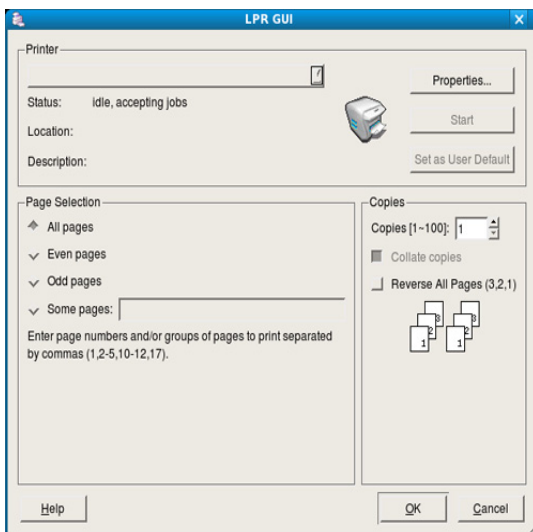 LPR GUI
Printer
Properties...
Status: idle, accepting jobs
Start
Location:
Description:
Set as User Default
Page Selection
All pages
Even pages
Odd pages
Some pages:
Enter page numbers and/or groups of pages to print separated
by commas (1,2-5,10-12,17).
Copies
Copies [1~100]: 1
Collate copies
Reverse All Pages (3,2,1)
3 3
2 2
1 1
Help
OK
Cancel